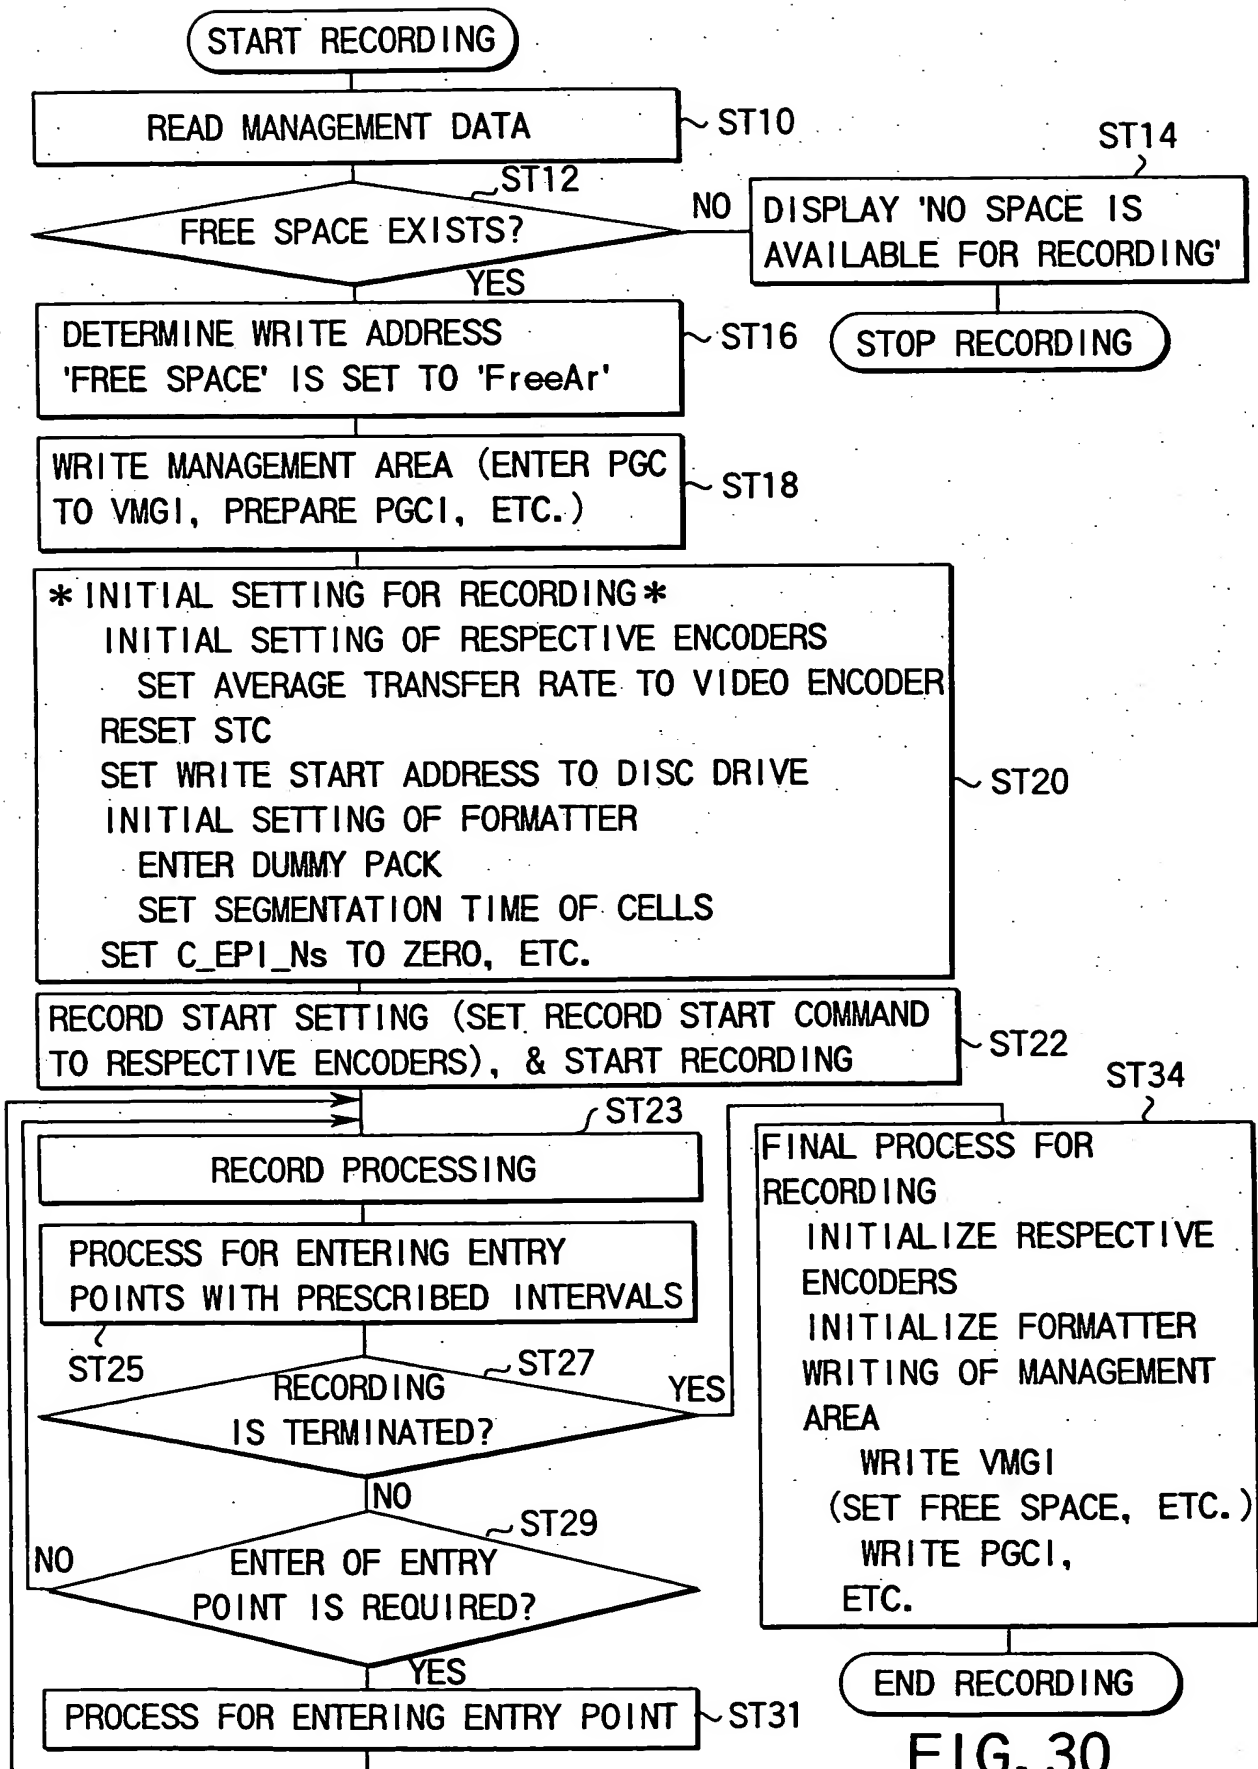 START RECORDING
READ MANAGEMENT DATA
ST10
ST12
FREE SPACE EXISTS?
NO
YES
ST14
DISPLAY 'NO SPACE IS
AVAILABLE FOR RECORDING'
STOP RECORDING
DETERMINE WRITE ADDRESS
'FREE SPACE' IS SET TO 'FreeAr'
ST16
WRITE MANAGEMENT AREA (ENTER PGC
TO VMGI, PREPARE PGCI, ETC.)
ST18
* INITIAL SETTING FOR RECORDING *
INITIAL SETTING OF RESPECTIVE ENCODERS
SET AVERAGE TRANSFER RATE TO VIDEO ENCODER
RESET STC
SET WRITE START ADDRESS TO DISC DRIVE
INITIAL SETTING OF FORMATTER
ENTER DUMMY PACK
SET SEGMENTATION TIME OF CELLS
SET C_EPI_Ns TO ZERO, ETC.
ST20
RECORD START SETTING (SET RECORD START COMMAND
TO RESPECTIVE ENCODERS), & START RECORDING
ST22
ST23
RECORD PROCESSING
PROCESS FOR ENTERING ENTRY
POINTS WITH PRESCRIBED INTERVALS
ST25
ST27
RECORDING
IS TERMINATED?
YES
NO
ST29
ENTER OF ENTRY
POINT IS REQUIRED?
NO
YES
PROCESS FOR ENTERING ENTRY POINT
ST31
ST34
FINAL PROCESS FOR
RECORDING
INITIALIZE RESPECTIVE
ENCODERS
INITIALIZE FORMATTER
WRITING OF MANAGEMENT
AREA
WRITE VMGI
(SET FREE SPACE, ETC.)
WRITE PGCI,
ETC.
END RECORDING
FIG. 30